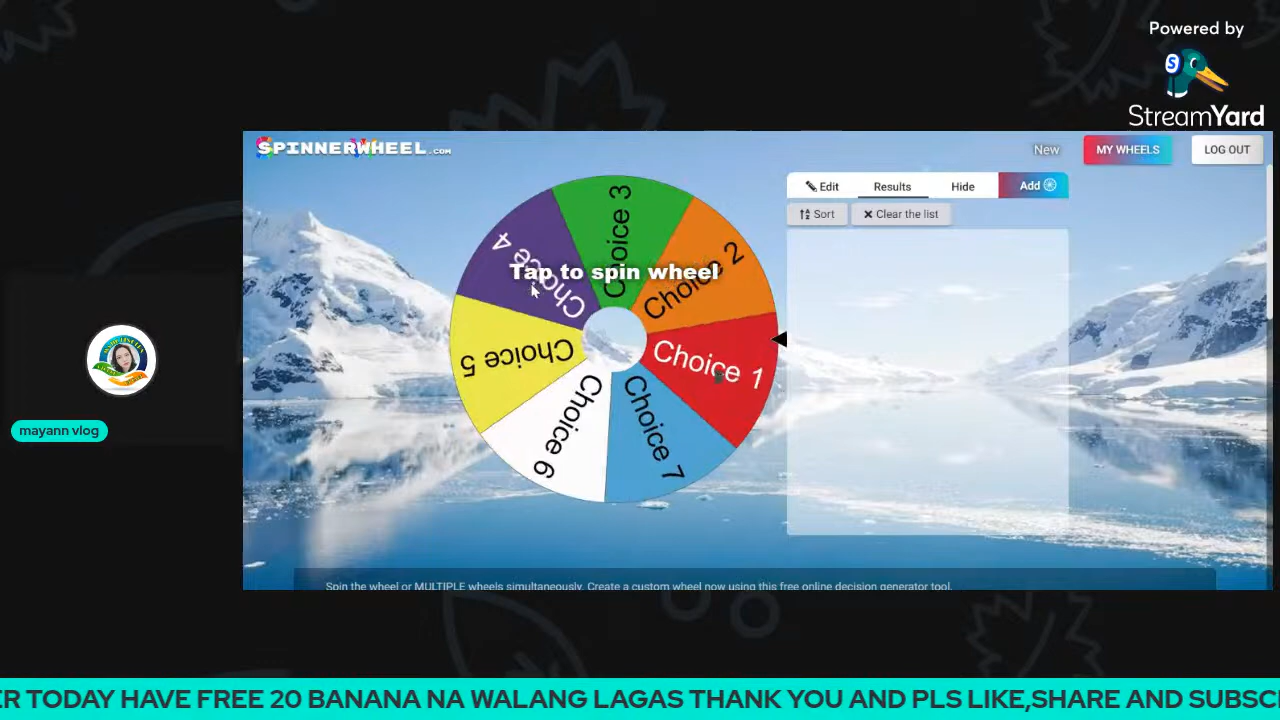 Powered by
StreamYard
SPINNERWHEEL.COM
New
MY WHEELS
LOG OUT
Edit
Results
Hide
Add
Sort
Clear the list
Choice 3
Choice 4
Choice 2
Tap to spin wheel
Choice 5
Choice 1
Choice 6
Choice 7
mayann vlog
Spin the wheel or MULTIPLE wheels simultaneously. Create a custom wheel now using this free online decision generator tool.
ER TODAY HAVE FREE 20 BANANA NA WALANG LAGAS THANK YOU AND PLS LIKE,SHARE AND SUBSC